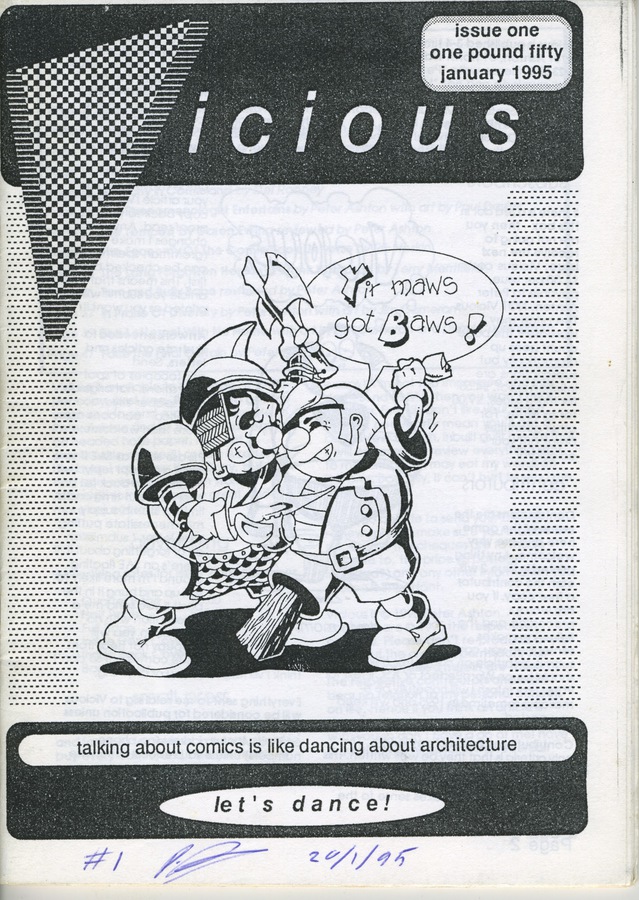 issue one
one pound fifty
january 1995
Vicious
Yir maws
got Baws!
talking about comics is like dancing about architecture
let's dance!
#1 20/1/95